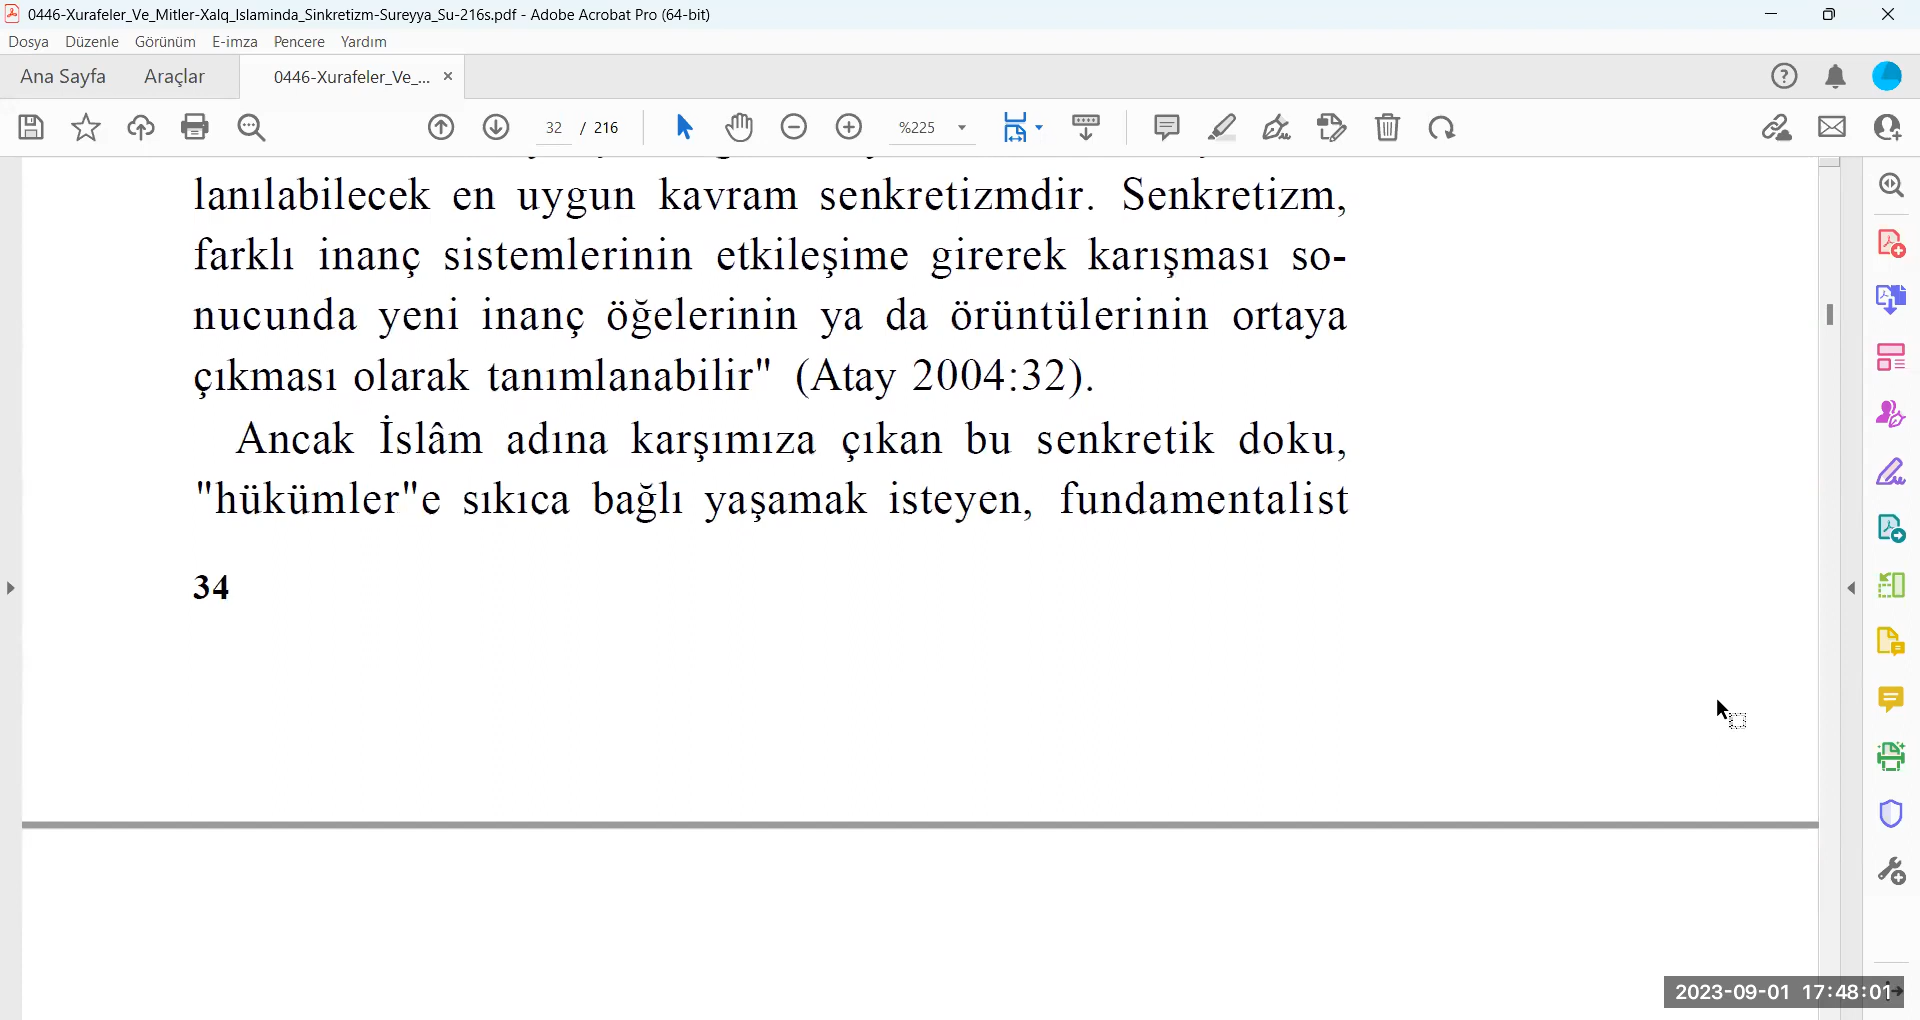 0446-Xurafeler_Ve_Mitler-Xalq_Islaminda_Sinkretizm-Sureyya_Su-216s.pdf - Adobe Acrobat Pro (64-bit)
Dosya Düzenle Görünüm E-imza Pencere Yardım
Ana Sayfa Araçlar 0446-Xurafeler_Ve_...
32 / 216 %225
lanılabilecek en uygun kavram senkretizmdir. Senkretizm,
farklı inanç sistemlerinin etkileşime girerek karışması so-
nucunda yeni inanç öğelerinin ya da örüntülerinin ortaya
çıkması olarak tanımlanabilir" (Atay 2004:32).
Ancak İslâm adına karşımıza çıkan bu senkretik doku,
"hükümler"e sıkıca bağlı yaşamak isteyen, fundamentalist
34
2023-09-01 17:48:01